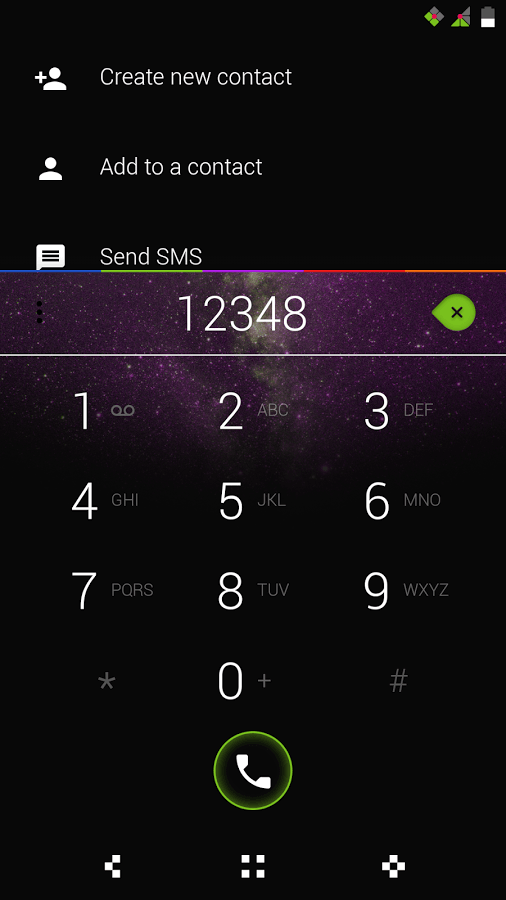 Create new contact
Add to a contact
Send SMS
12348
1 2 ABC 3 DEF
4 GHI 5 JKL 6 MNO
7 PQRS 8 TUV 9 WXYZ
* 0 + #